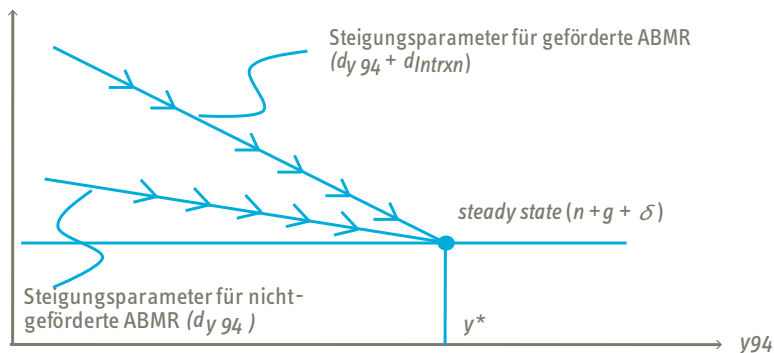 Steigungsparameter für geförderte ABMR
(dy 94 + dIntrxn)
steady state (n + g + δ)
Steigungsparameter für nicht-
geförderte ABMR (dy 94 )
y*
y94